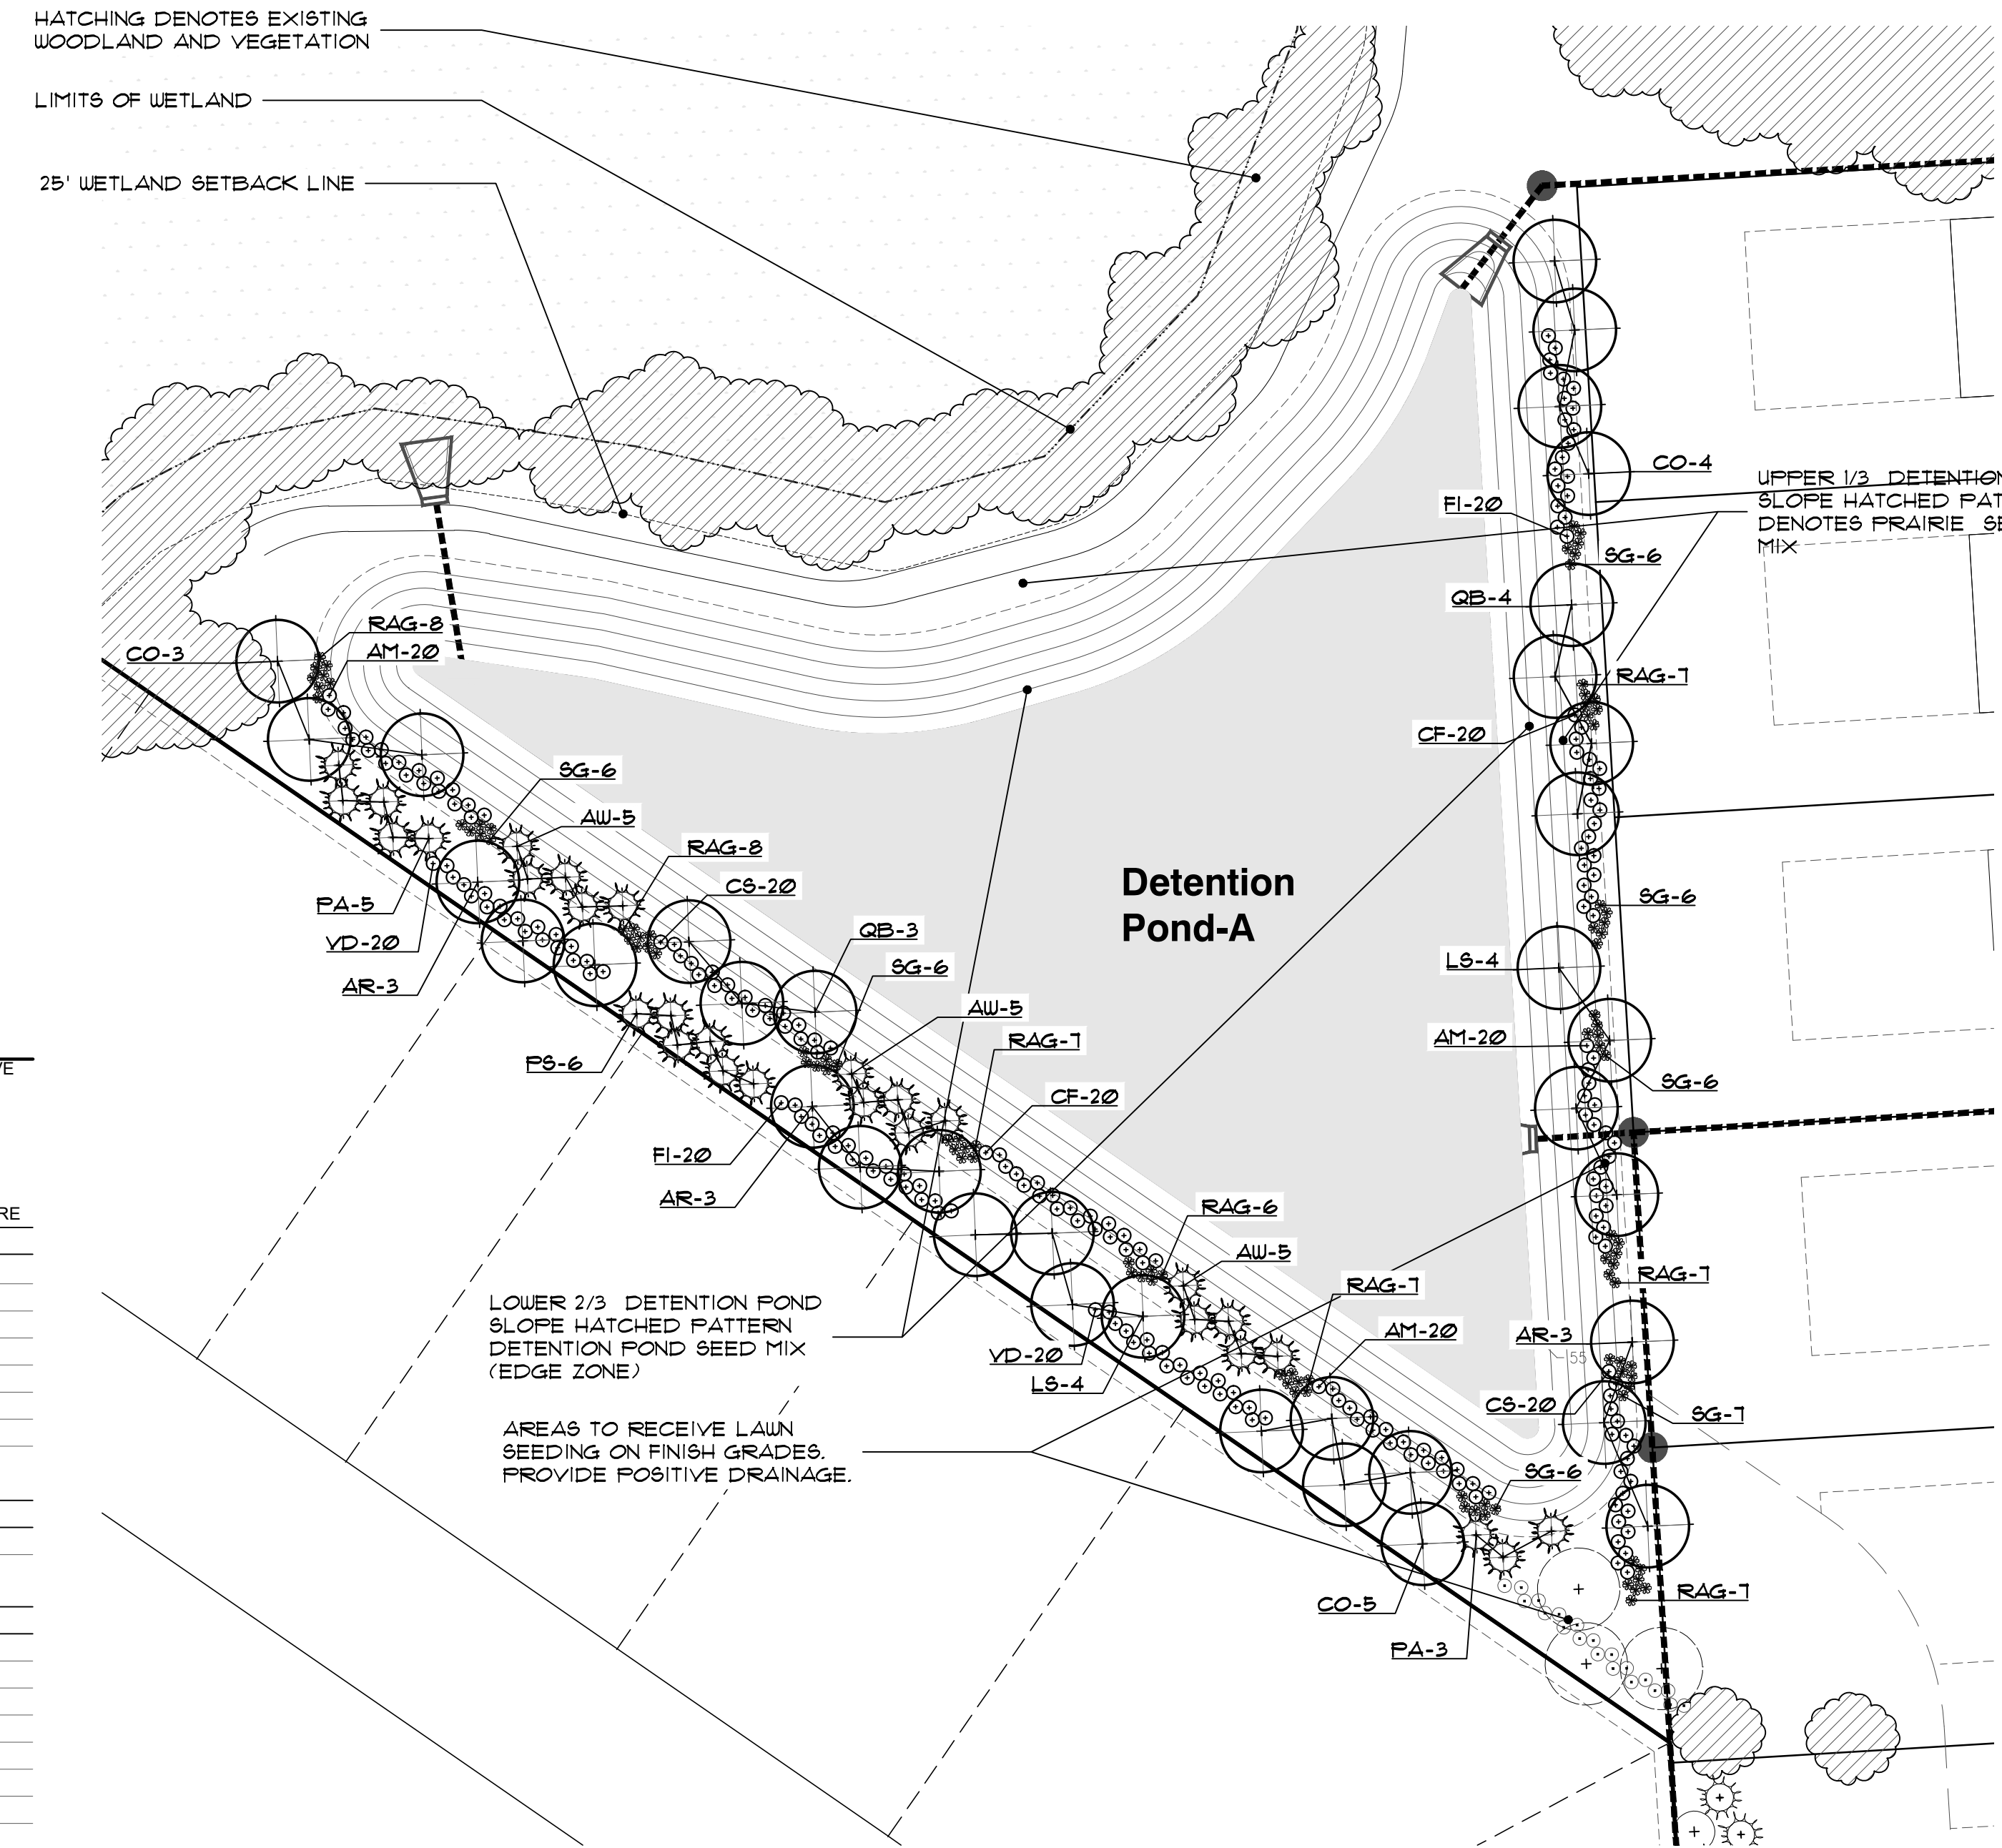 HATCHING DENOTES EXISTING
WOODLAND AND VEGETATION
LIMITS OF WETLAND
25' WETLAND SETBACK LINE
CO-4
UPPER 1/3 DETENTION
SLOPE HATCHED PAT
DENOTES PRAIRIE SE
MIX
FI-20
SG-6
QB-4
RAG-8
CO-3
AM-20
RAG-7
CF-20
SG-6
AW-5
RAG-8
CS-20
PA-5
VD-20
AR-3
QB-3
SG-6
Detention
Pond-A
SG-6
LS-4
AW-5
AM-20
RAG-7
PS-6
SG-6
CF-20
VE
FI-20
AR-3
RAG-6
RE
AW-5
RAG-7
RAG-7
LOWER 2/3 DETENTION POND
SLOPE HATCHED PATTERN
DETENTION POND SEED MIX
(EDGE ZONE)
AM-20
AR-3
VD-20
55
LS-4
CS-20
SG-7
AREAS TO RECEIVE LAWN
SEEDING ON FINISH GRADES.
PROVIDE POSITIVE DRAINAGE.
SG-6
CO-5
RAG-7
PA-3